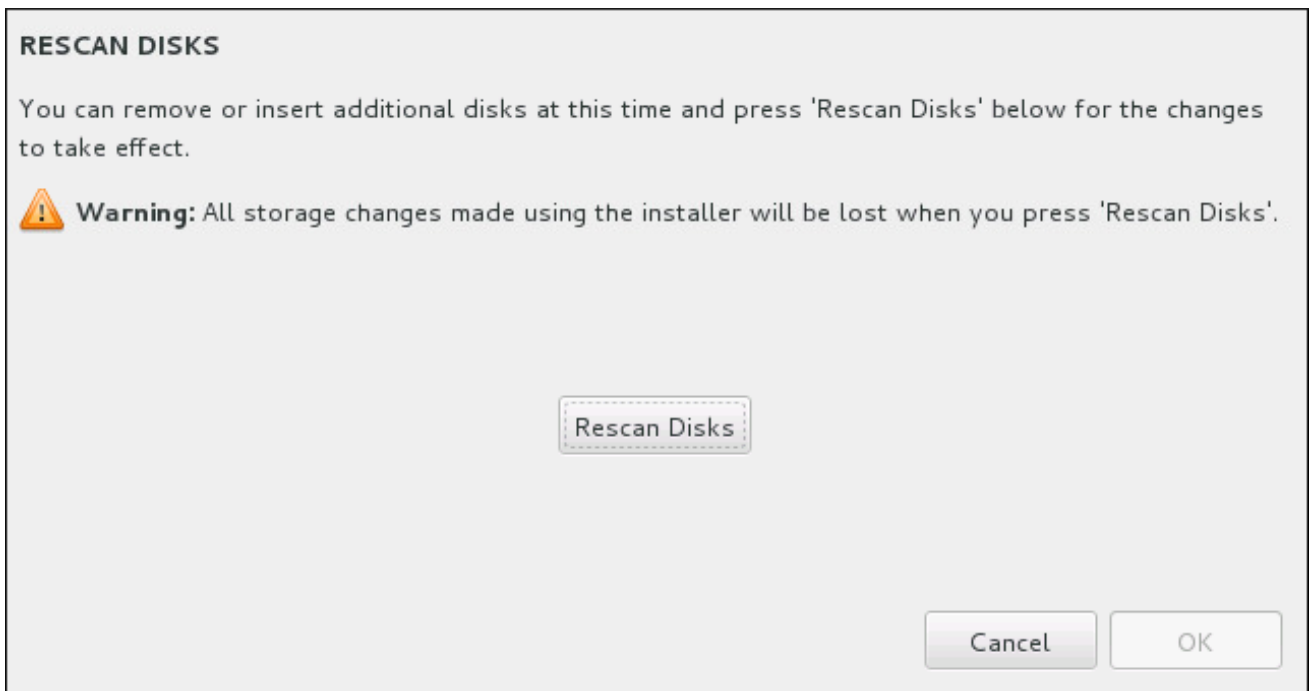 RESCAN DISKS
You can remove or insert additional disks at this time and press 'Rescan Disks' below for the changes
to take effect.
Warning: All storage changes made using the installer will be lost when you press 'Rescan Disks'.
Rescan Disks
Cancel OK